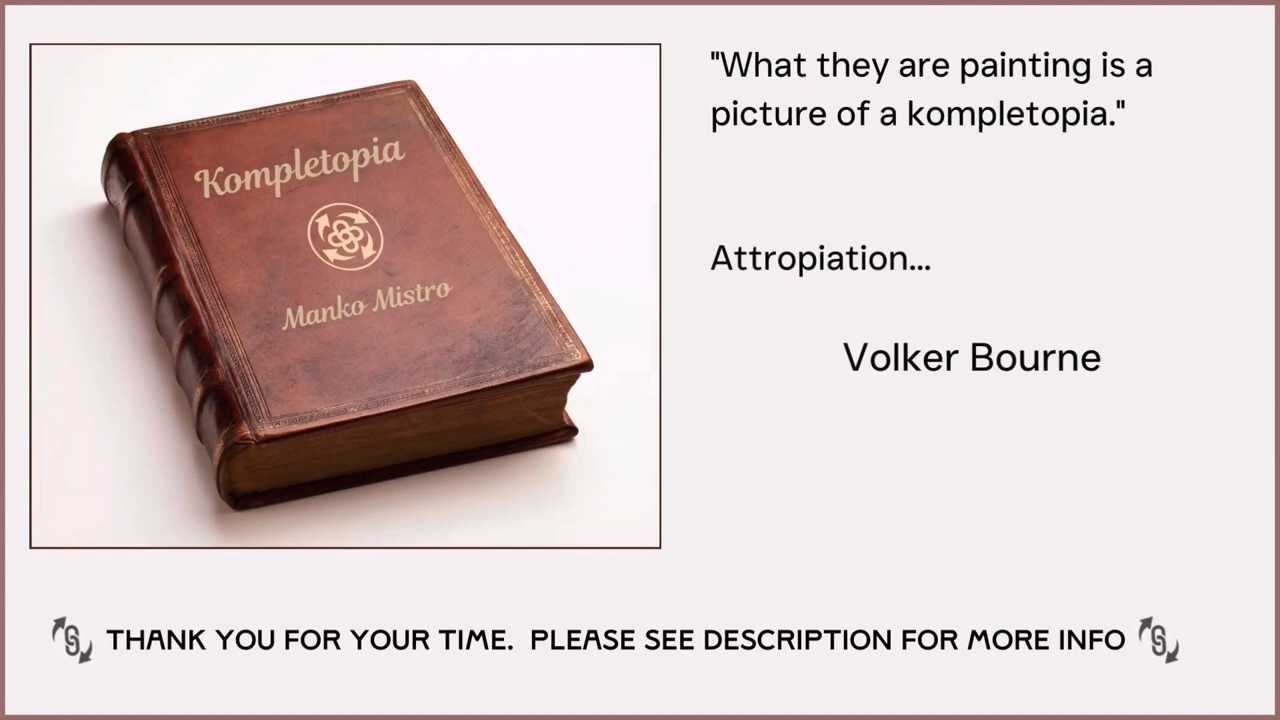 Kompletopia
Manko Mistro
"What they are painting is a
picture of a kompletopia."
Attropiation...
Volker Bourne
THANK YOU FOR YOUR TIME.  PLEASE SEE DESCRIPTION FOR MORE INFO